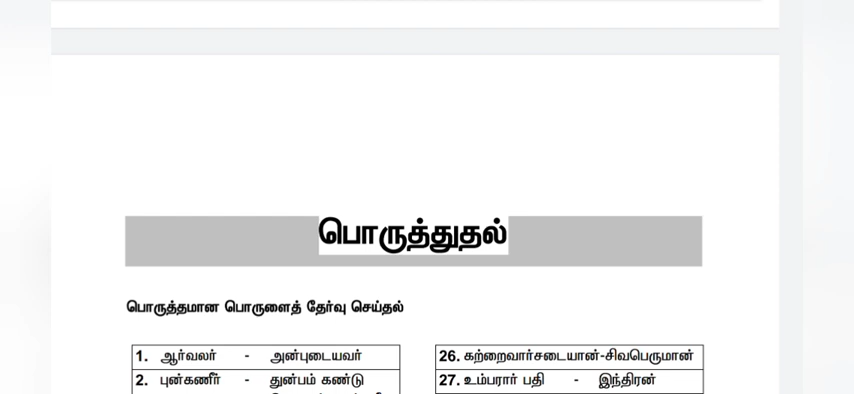 பொருத்துதல்
பொருத்தமான பொருளைத் தேர்வு செய்தல்
1. ஆர்வலர் - அன்புடையவர்
2. புன்கணீர் - துன்பம் கண்டு
26. கற்றைவார்சடையான்-சிவபெருமான்
27. உம்பரார் பதி - இந்திரன்